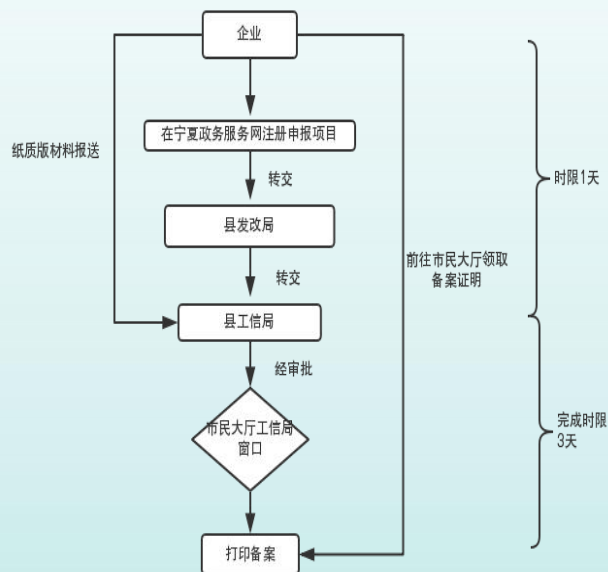 企业
在宁夏政务服务网注册申报项目
纸质版材料报送
转交
时限1天
县发改局
前往市民大厅领取
备案证明
转交
县工信局
经审批
市民大厅工信局
窗口
完成时限
3天
打印备案